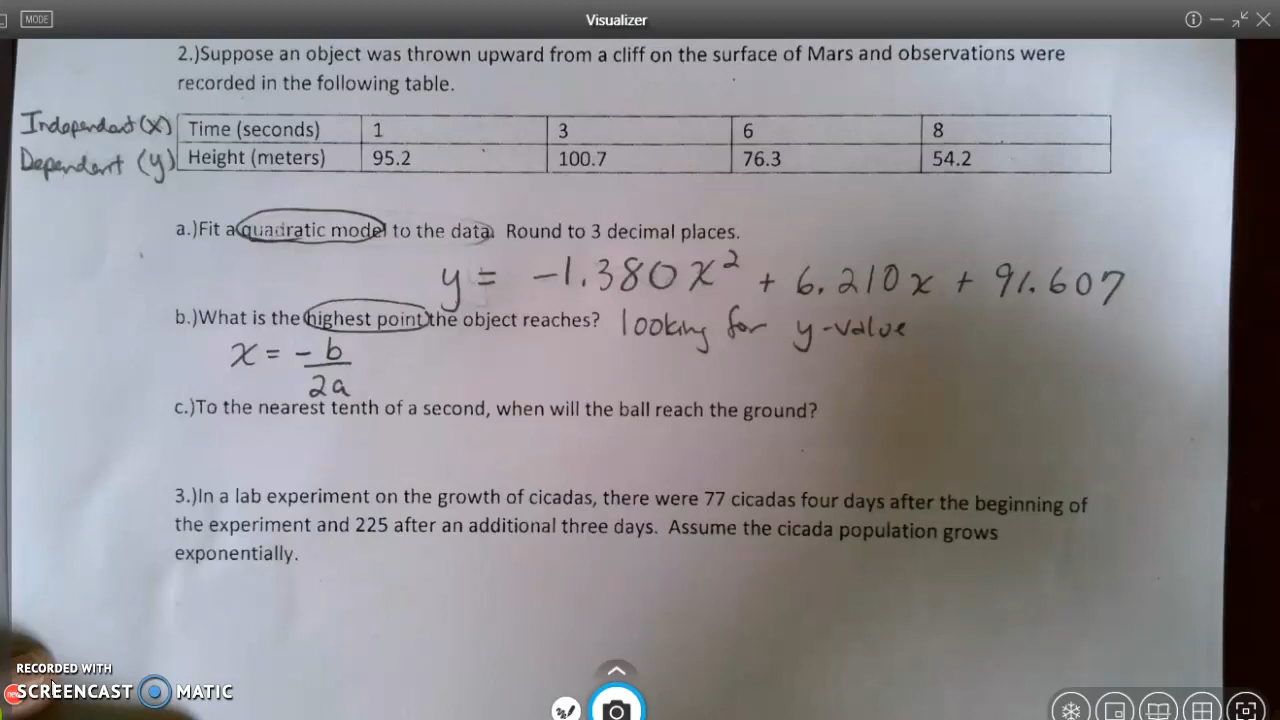 MODE
Visualizer
2.)Suppose an object was thrown upward from a cliff on the surface of Mars and observations were
recorded in the following table.
Independent (x) Time (seconds) 1 3 6 8
Dependent (y) Height (meters) 95.2 100.7 76.3 54.2
a.)Fit a quadratic model to the data. Round to 3 decimal places.
y = -1.380x² + 6.210x + 91.607
b.)What is the highest point the object reaches? looking for y-value
x = -b/2a
c.)To the nearest tenth of a second, when will the ball reach the ground?
3.)In a lab experiment on the growth of cicadas, there were 77 cicadas four days after the beginning of
the experiment and 225 after an additional three days. Assume the cicada population grows
exponentially.
RECORDED WITH
SCREENCAST MATIC